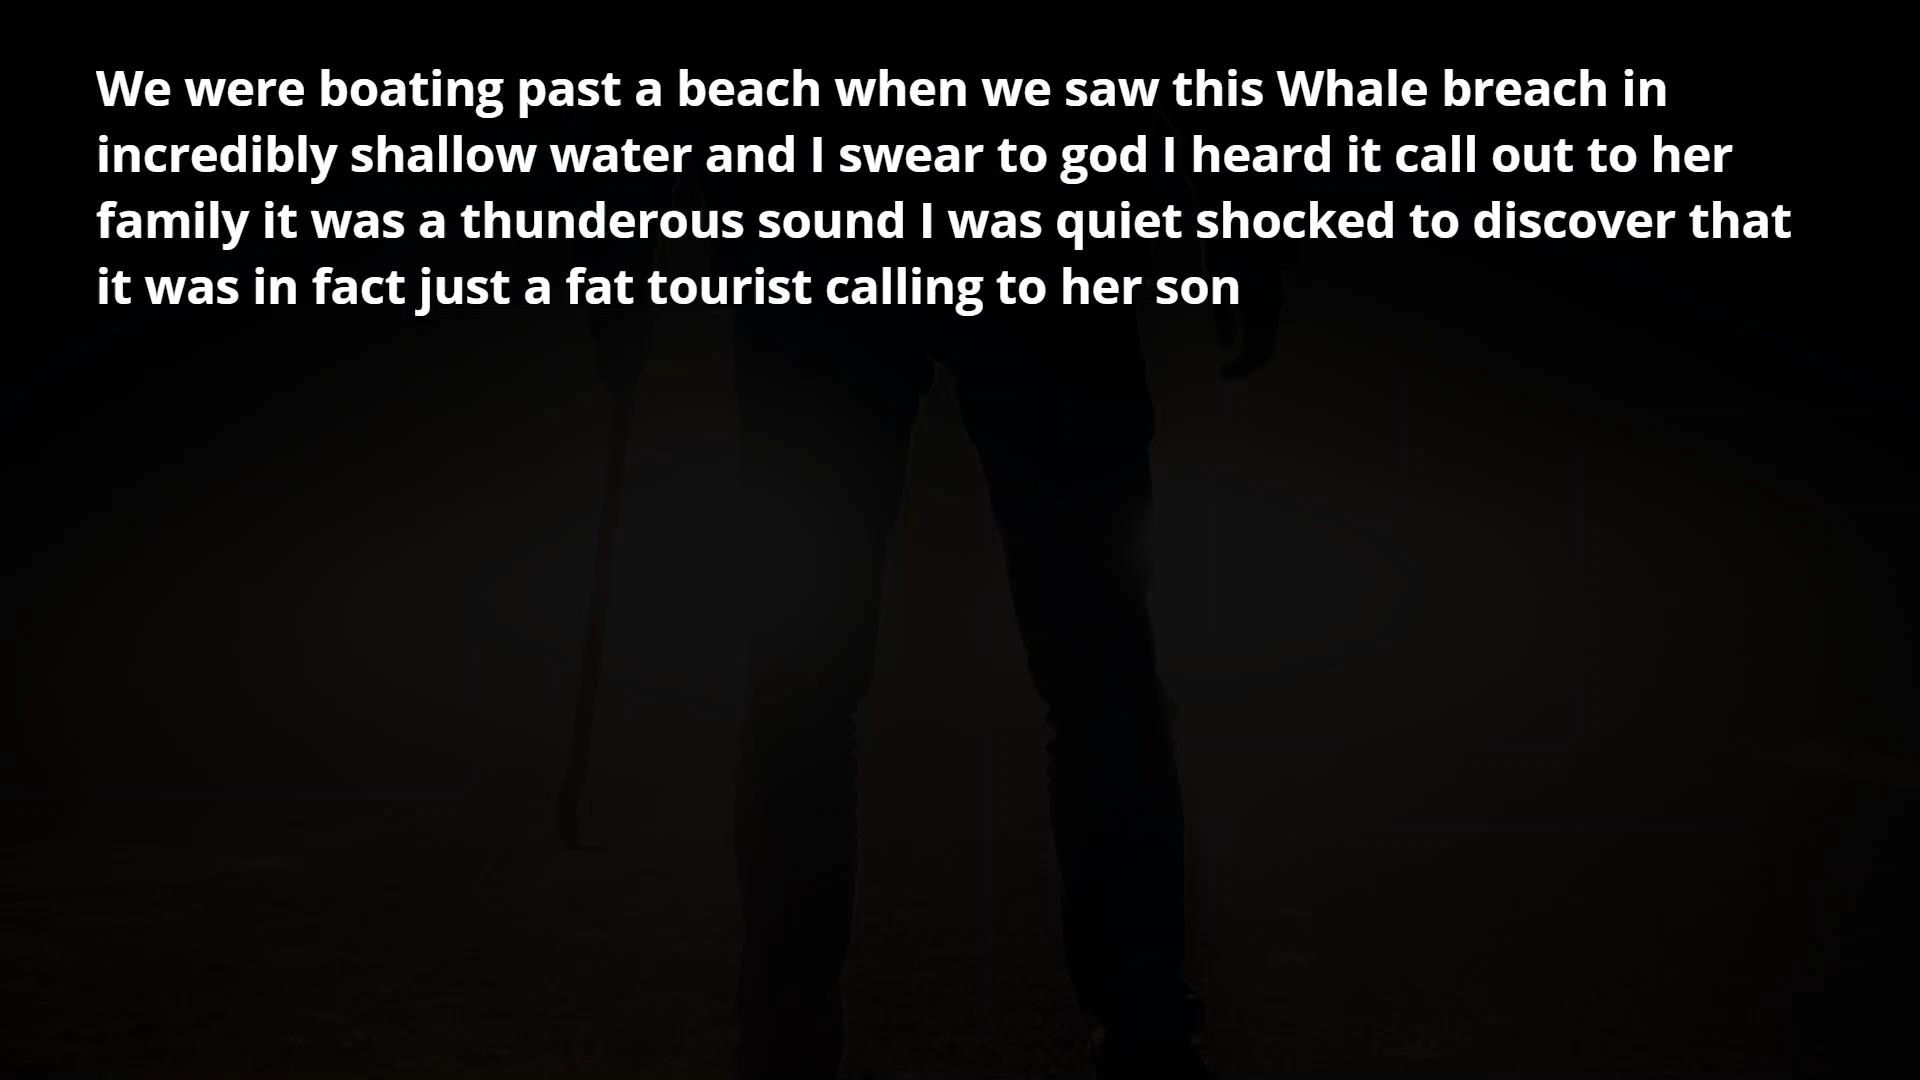 We were boating past a beach when we saw this Whale breach in
incredibly shallow water and I swear to god I heard it call out to her
family it was a thunderous sound I was quiet shocked to discover that
it was in fact just a fat tourist calling to her son